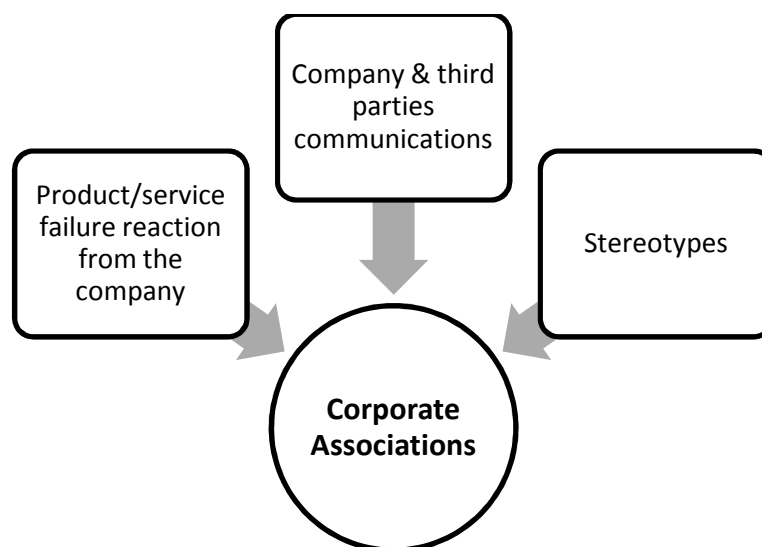 Company & third
parties
communications
Product/service
failure reaction
from the
company
Stereotypes
Corporate
Associations